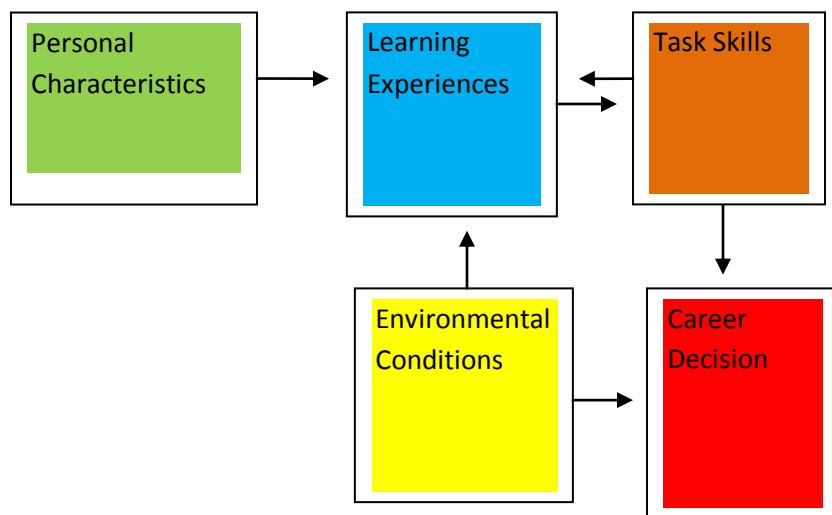 Personal
Characteristics
Learning
Experiences
Task Skills
Environmental
Conditions
Career
Decision